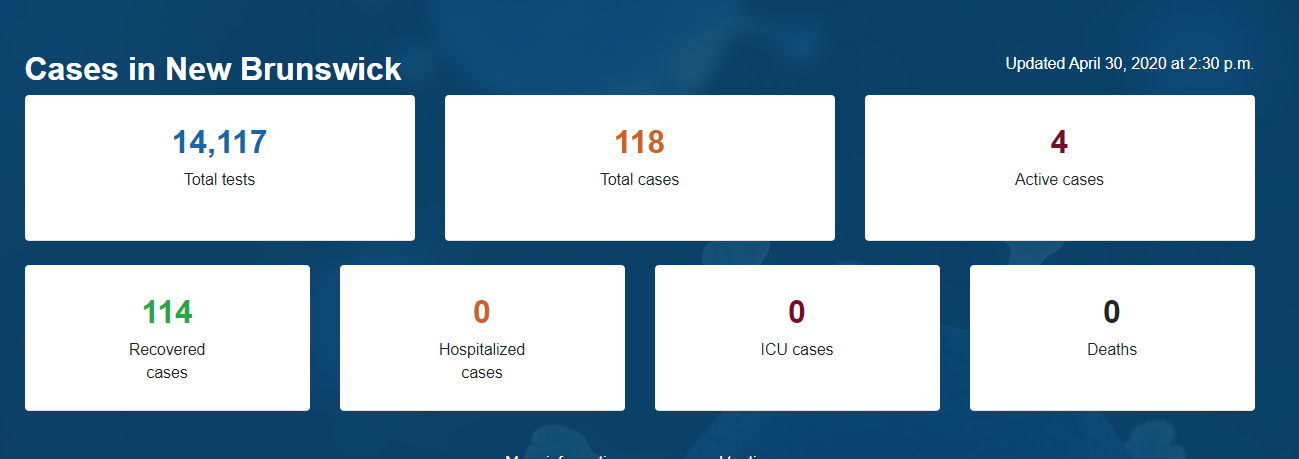 Cases in New Brunswick
Updated April 30, 2020 at 2:30 p.m.
14,117
Total tests
118
Total cases
4
Active cases
114
Recovered
cases
0
Hospitalized
cases
0
ICU cases
0
Deaths